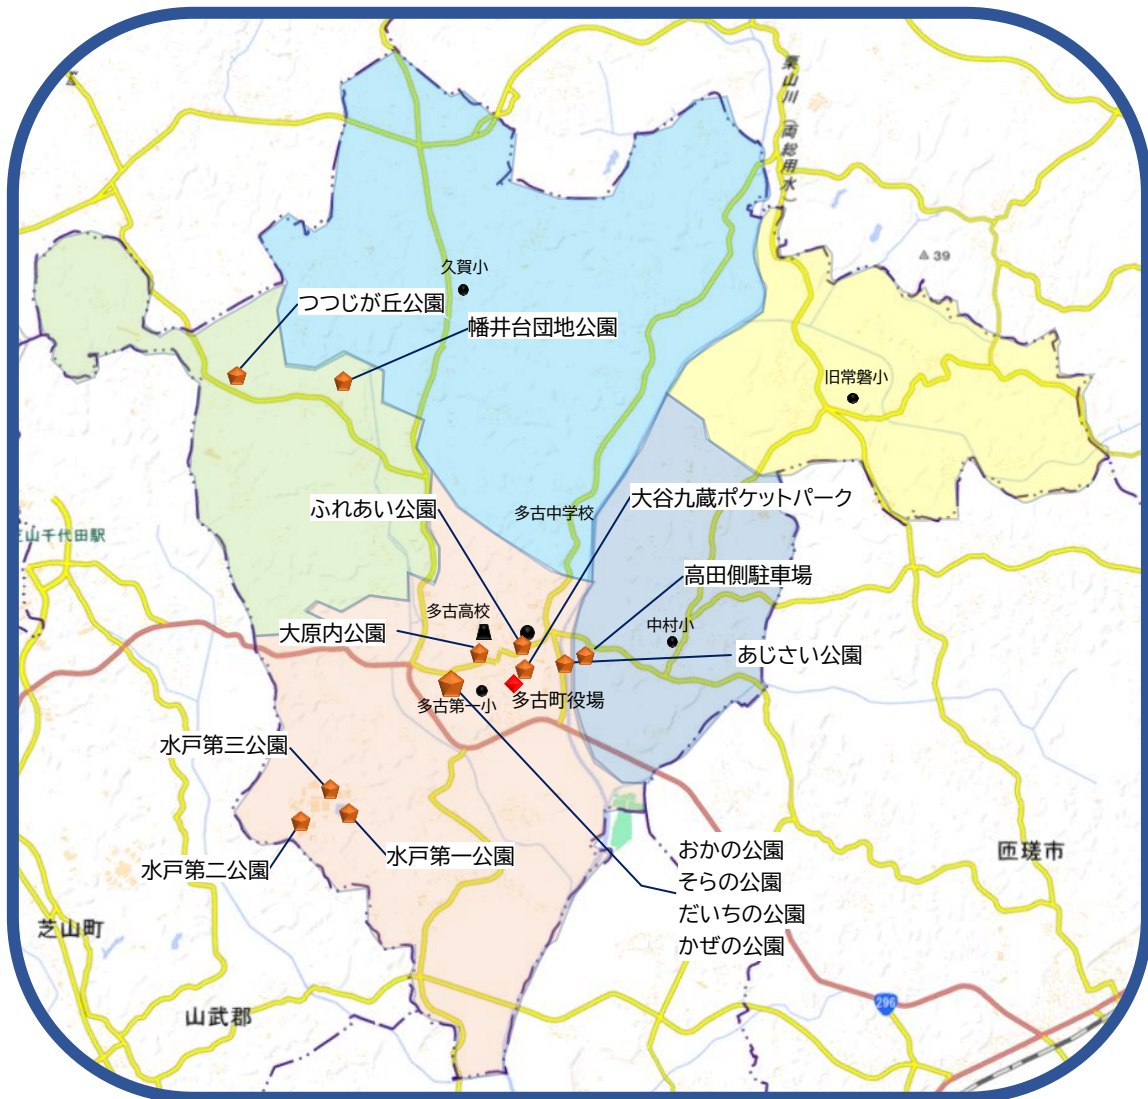 栗山川(両総用水)
39
久賀小
つつじが丘公園
幡井台団地公園
旧常磐小
ふれあい公園
多古中学校
大谷九蔵ポケットパーク
芝山千代田駅
高田側駐車場
多古高校
中村小
大原内公園
あじさい公園
多古第一小
多古町役場
水戸第三公園
水戸第一公園
水戸第二公園
おかの公園
そらの公園
だいちの公園
かぜの公園
匝瑳市
芝山町
山武郡
296